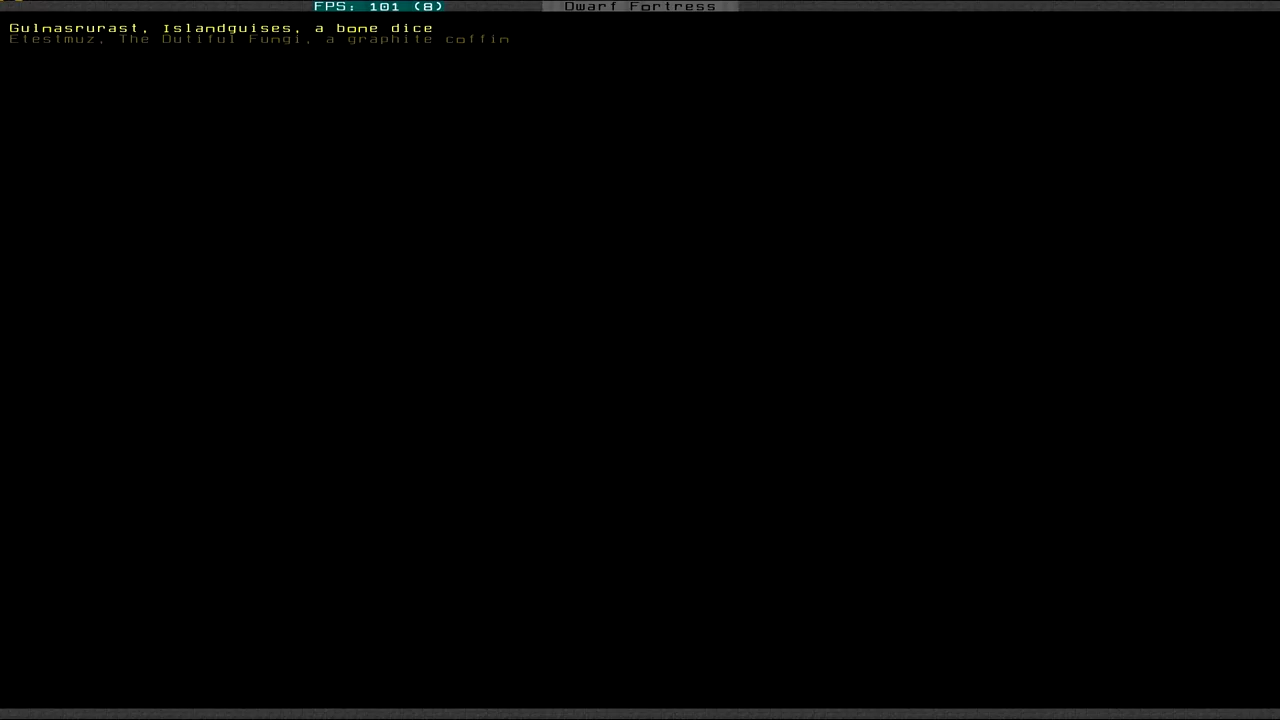 FPS: 101 (8) Dwarf Fortress
Gulnasrurast, Islandguises, a bone dice
Etestmuz, The Dutiful Fungi, a graphite coffin